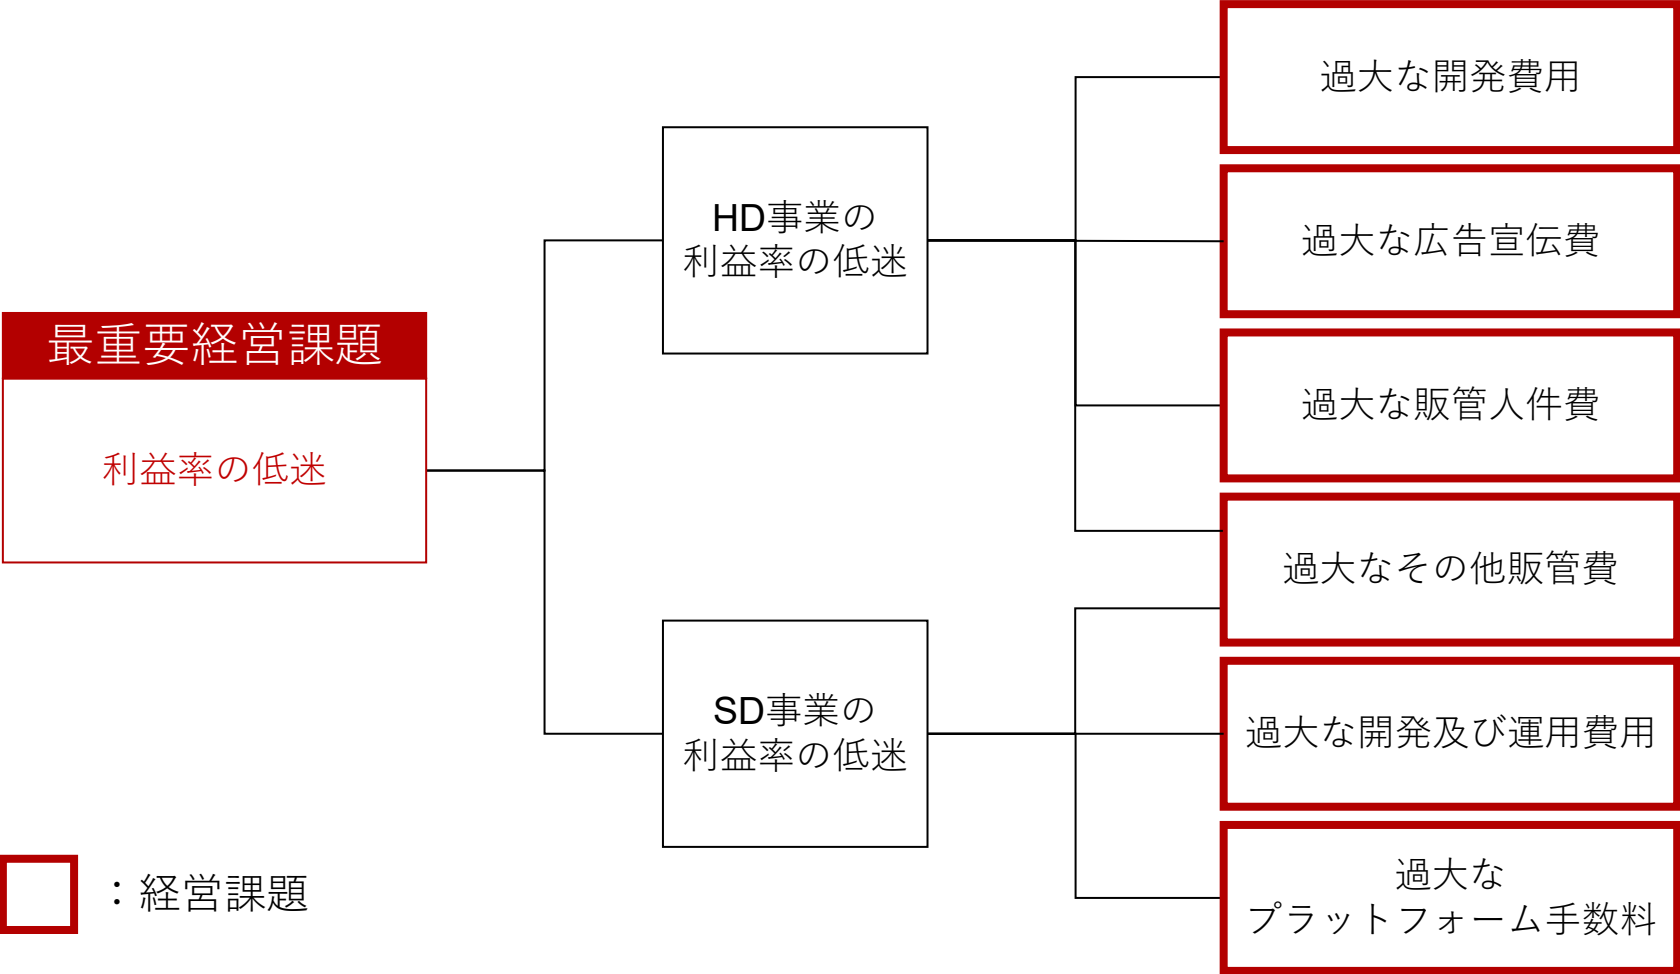 最重要経営課題
利益率の低迷
HD事業の
利益率の低迷
SD事業の
利益率の低迷
過大な開発費用
過大な広告宣伝費
過大な販管人件費
過大なその他販管費
過大な開発及び運用費用
過大な
プラットフォーム手数料
：経営課題